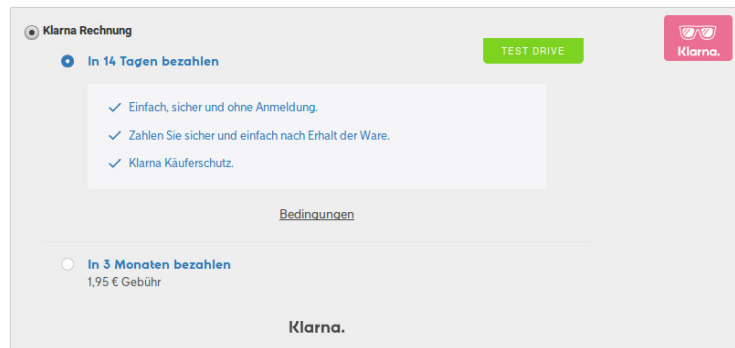 Klarna Rechnung
In 14 Tagen bezahlen
TEST DRIVE
Klarna.
Einfach, sicher und ohne Anmeldung.
Zahlen Sie sicher und einfach nach Erhalt der Ware.
Klarna Käuferschutz.
Bedingungen
In 3 Monaten bezahlen
1,95 € Gebühr
Klarna.